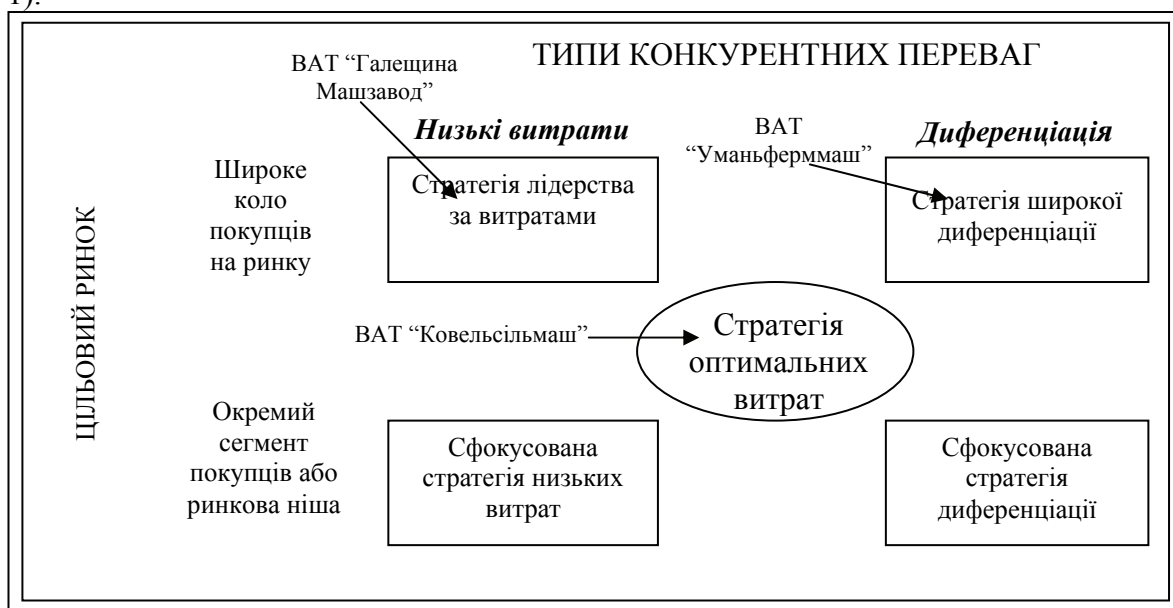 1).
ТИПИ КОНКУРЕНТНИХ ПЕРЕВАГ
ВАТ “Галещина
Машзавод”
Низькі витрати
ВАТ
“Уманьферммаш”
Диференціація
ЦІЛЬОВИЙ РИНОК
Широке
коло
покупців
на ринку
Стратегія лідерства
за витратами
Стратегія широкої
диференціації
ВАТ “Ковельсільмаш”
Стратегія
оптимальних
витрат
Окремий
сегмент
покупців або
ринкова ніша
Сфокусована
стратегія низьких
витрат
Сфокусована
стратегія
диференціації